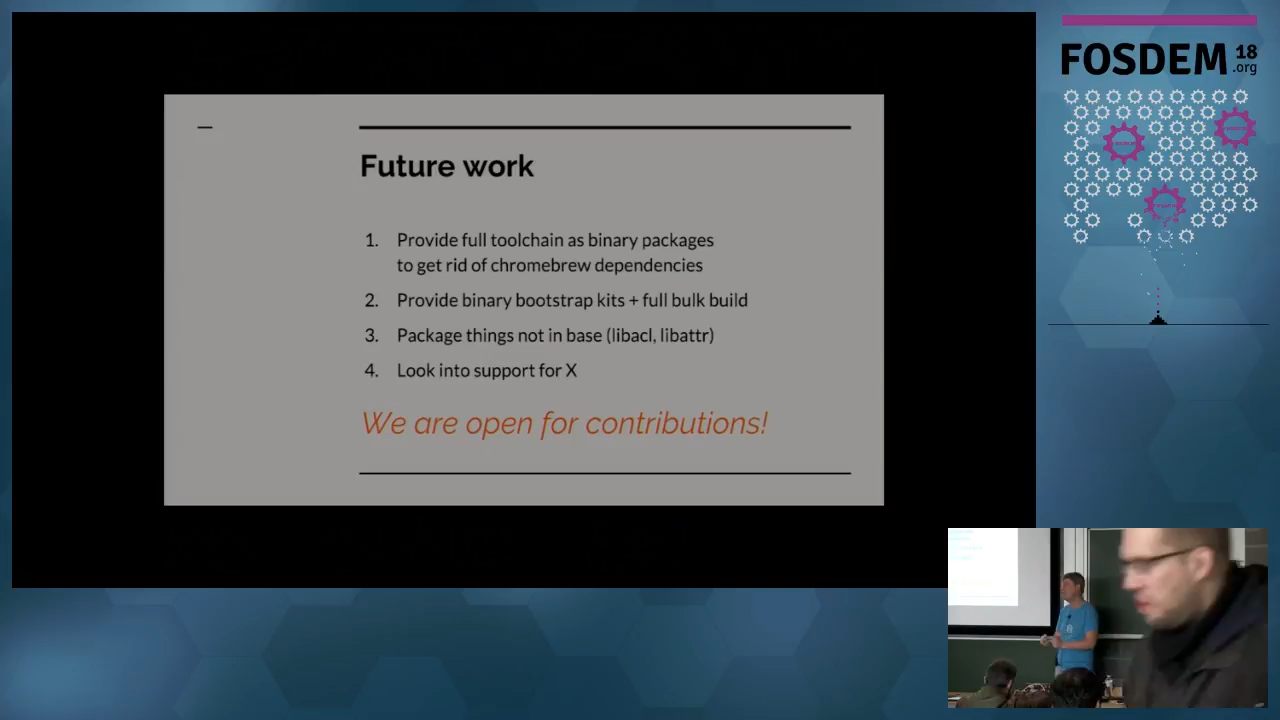 FOSDEM 18
.org
Future work
1. Provide full toolchain as binary packages
to get rid of chromebrew dependencies
2. Provide binary bootstrap kits + full bulk build
3. Package things not in base (libacl, libattr)
4. Look into support for X
We are open for contributions!